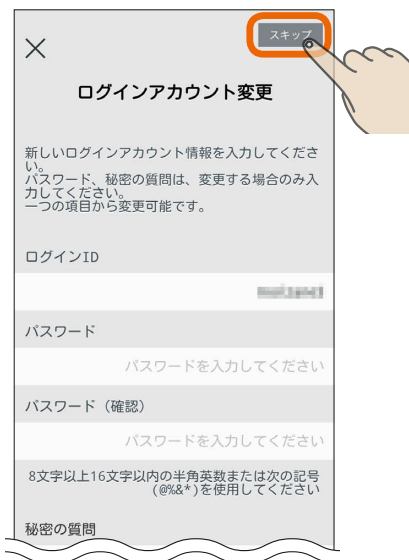 スキップ
ログインアカウント変更
新しいログインアカウント情報を入力してくださ
い。
パスワード、秘密の質問は、変更する場合のみ入
力してください。
一つの項目から変更可能です。
ログインID
パスワード
パスワードを入力してください
パスワード（確認）
パスワードを入力してください
8文字以上16文字以内の半角英数または次の記号
(@%&*)を使用してください
秘密の質問